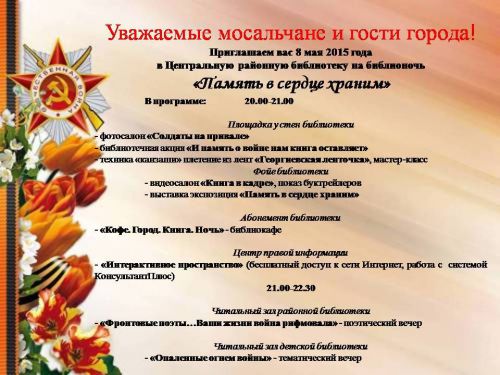 Уважаемые мосальчане и гости города!
Приглашаем вас 8 мая 2015 года
в Центральную районную библиотеку на библионочь
«Память в сердце храним»
В программе: 20.00-21.00
Площадка у стен библиотеки
- фотосалон «Солдаты на привале»
- библиотечная акция «И память о войне нам книга оставляет»
- техника «канзаши» плетение из лент «Георгиевская ленточка», мастер-класс
Фойе библиотеки
- видеосалон «Книга в кадре», показ буктрейлеров
- выставка экспозиция «Память в сердце храним»
Абонемент библиотеки
- «Кофе. Город. Книга. Ночь» - библиокафе
Центр правой информации
- «Интерактивное пространство» (бесплатный доступ к сети Интернет, работа с системой
КонсультантПлюс)
21.00-22.30
Читальный зал районной библиотеки
- «Фронтовые поэты…Ваши жизни война рифмовала» - поэтический вечер
Читальный зал детской библиотеки
- «Опаленные огнем войны» - тематический вечер